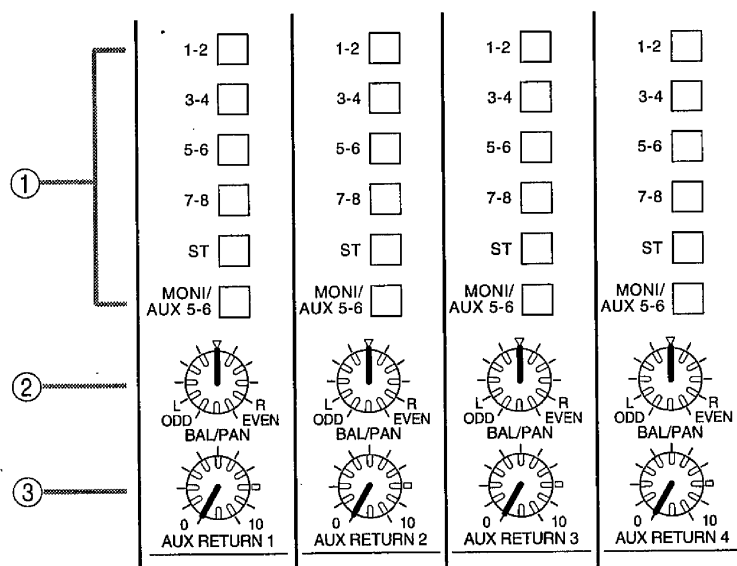 1-2 1-2 1-2 1-2
3-4 3-4 3-4 3-4
5-6 5-6 5-6 5-6
① 7-8 7-8 7-8 7-8
ST ST ST ST
MONI/ MONI/ MONI/ MONI/
AUX 5-6 AUX 5-6 AUX 5-6 AUX 5-6
②
L R L R L R L R
ODD EVEN ODD EVEN ODD EVEN ODD EVEN
BAL/PAN BAL/PAN BAL/PAN BAL/PAN
③
0 10 0 10 0 10 0 10
AUX RETURN 1 AUX RETURN 2 AUX RETURN 3 AUX RETURN 4